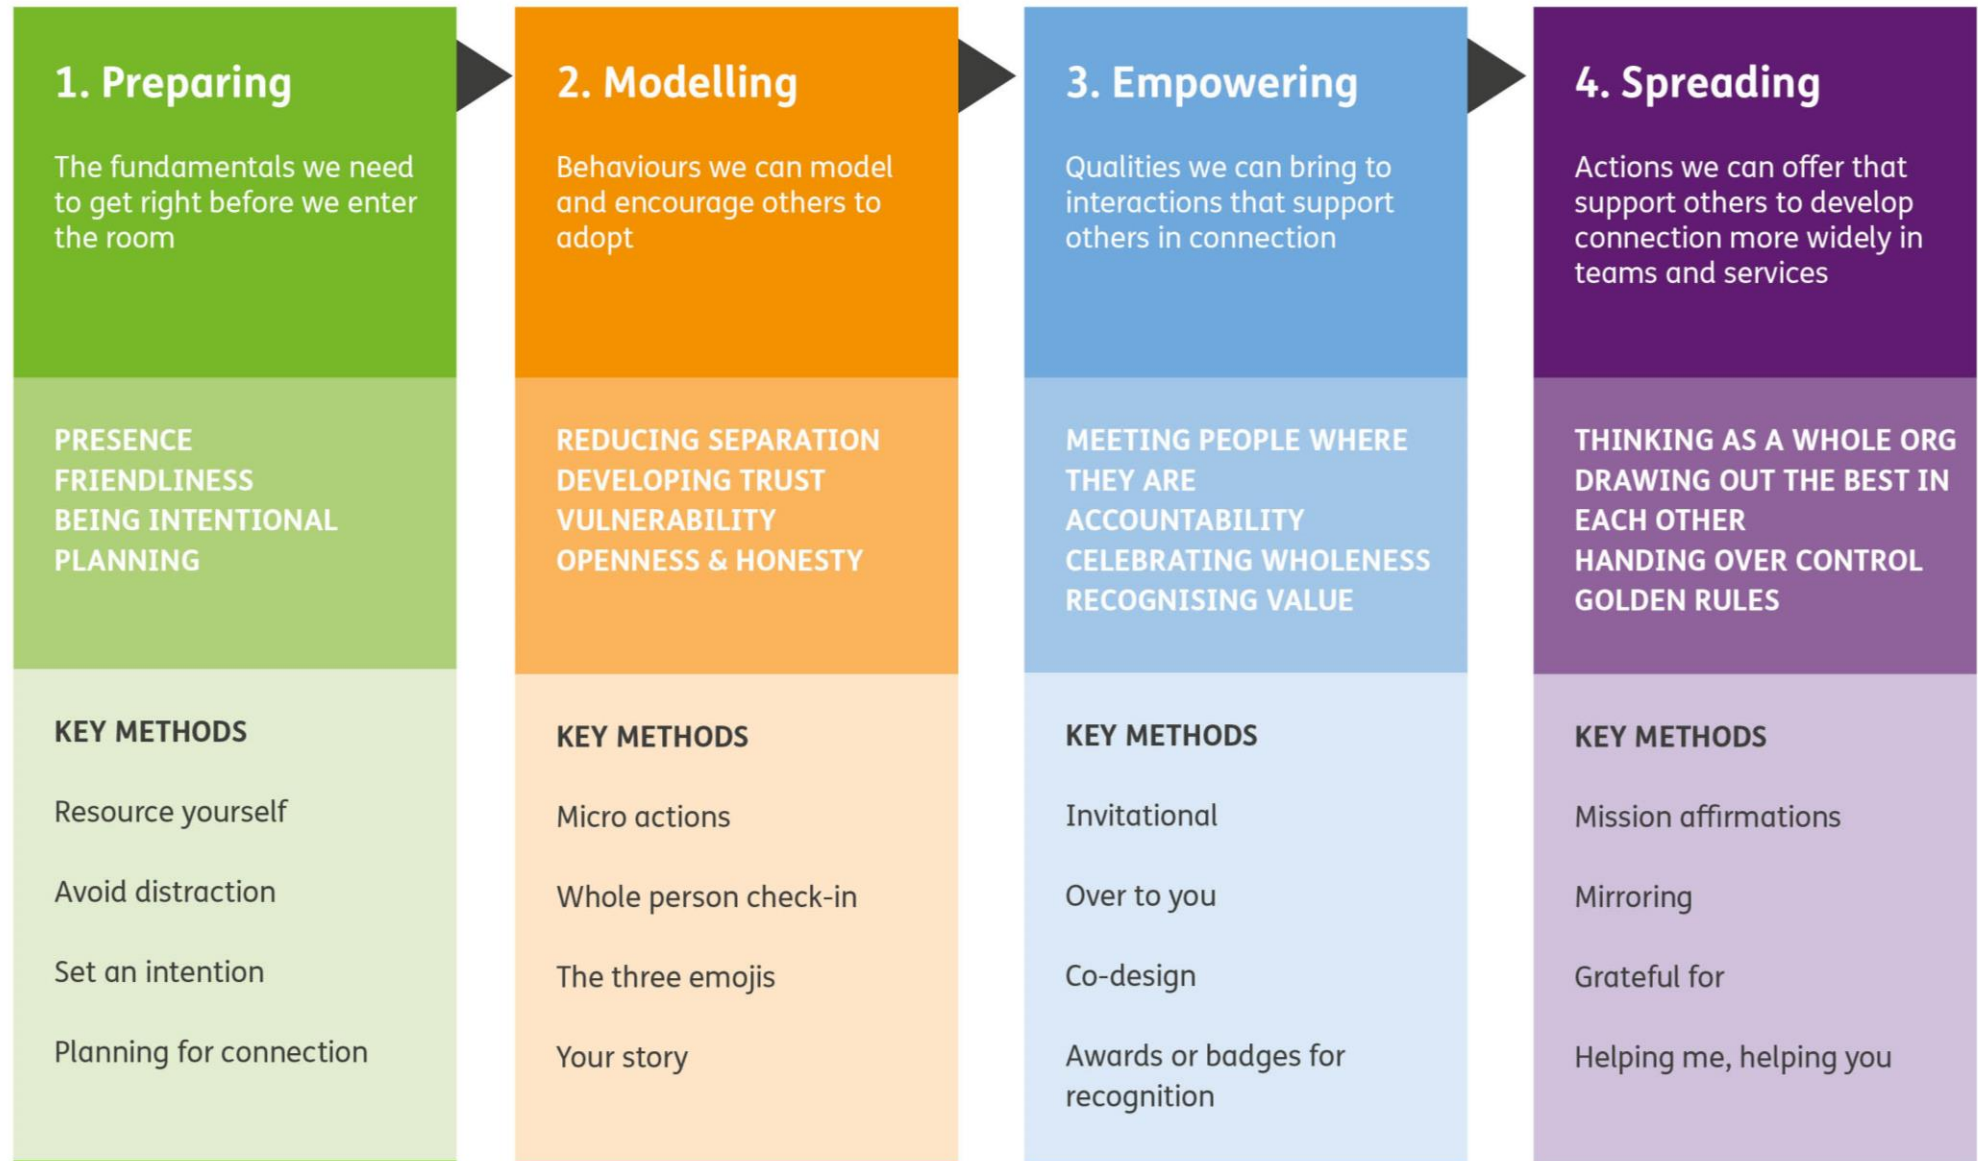 1. Preparing
The fundamentals we need
to get right before we enter
the room
PRESENCE
FRIENDLINESS
BEING INTENTIONAL
PLANNING
KEY METHODS
Resource yourself
Avoid distraction
Set an intention
Planning for connection
2. Modelling
Behaviours we can model
and encourage others to
adopt
REDUCING SEPARATION
DEVELOPING TRUST
VULNERABILITY
OPENNESS & HONESTY
KEY METHODS
Micro actions
Whole person check-in
The three emojis
Your story
3. Empowering
Qualities we can bring to
interactions that support
others in connection
MEETING PEOPLE WHERE
THEY ARE
ACCOUNTABILITY
CELEBRATING WHOLENESS
RECOGNISING VALUE
KEY METHODS
Invitational
Over to you
Co-design
Awards or badges for
recognition
4. Spreading
Actions we can offer that
support others to develop
connection more widely in
teams and services
THINKING AS A WHOLE ORG
DRAWING OUT THE BEST IN
EACH OTHER
HANDING OVER CONTROL
GOLDEN RULES
KEY METHODS
Mission affirmations
Mirroring
Grateful for
Helping me, helping you